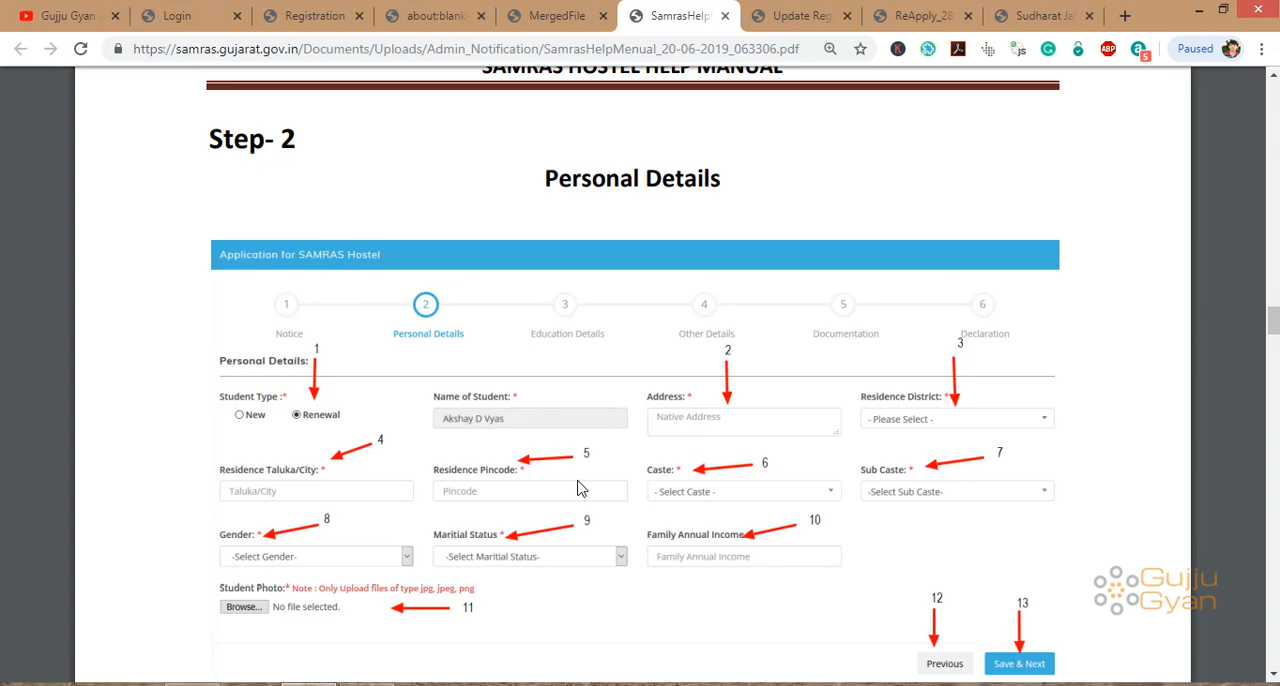 Gujju Gyan
Login
Registration
about:blank
MergedFile
SamrasHelp
Update Reg
ReApply_28
Sudharat Ja
https://samras.gujarat.gov.in/Documents/Uploads/Admin_Notification/SamrasHelpMenual_20-06-2019_063306.pdf
ABP
5
Paused
SAMRAS HOSTEL HELP MANUAL
Step- 2
Personal Details
Application for SAMRAS Hostel
1 2 3 4 5 6
Notice Personal Details Education Details Other Details Documentation Declaration
1 2 3
Personal Details:
Student Type :* Name of Student: * Address: * Residence District: *
New Renewal Akshay D Vyas Native Address - Please Select -
4 5 6 7
Residence Taluka/City: * Residence Pincode: * Caste: * Sub Caste: *
Taluka/City Pincode - Select Caste - -Select Sub Caste-
8 9 10
Gender: * Maritial Status * Family Annual Income
-Select Gender- -Select Maritial Status- Family Annual Income
Student Photo:* Note : Only Upload files of type jpg, jpeg, png
Browse... No file selected. 11
12 13
Previous Save & Next
Gujju
Gyan